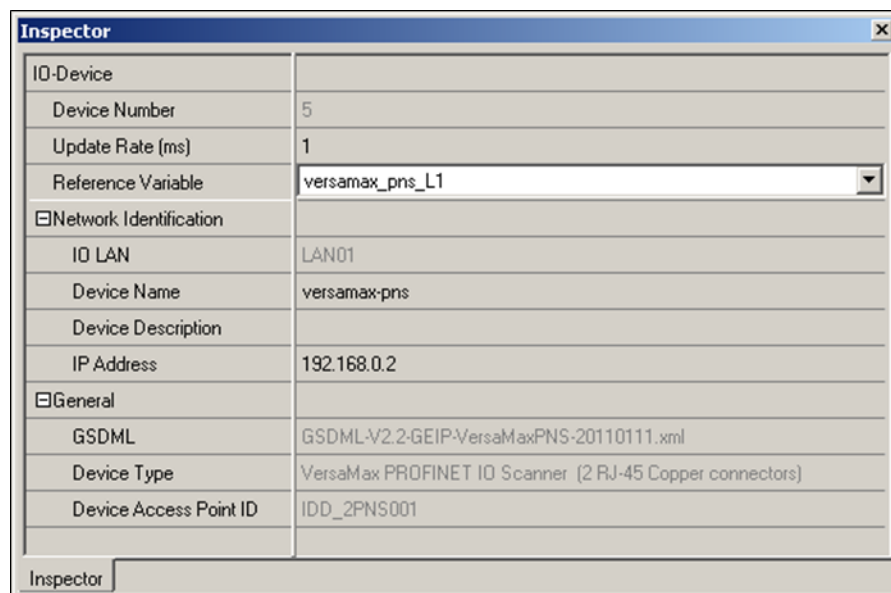 Inspector
IO-Device
Device Number 5
Update Rate (ms) 1
Reference Variable versamax_pns_L1
Network Identification
IO LAN LAN01
Device Name versamax-pns
Device Description
IP Address 192.168.0.2
General
GSDML GSDML-V2.2-GEIP-VersaMaxPNS-20110111.xml
Device Type VersaMax PROFINET IO Scanner (2 RJ-45 Copper connectors)
Device Access Point ID IDD_2PNS001
Inspector